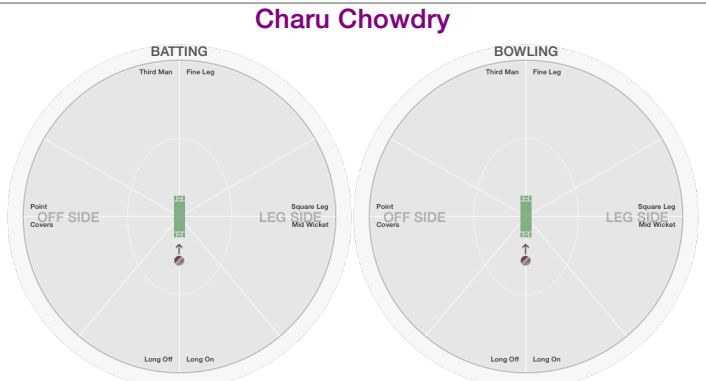 Charu Chowdry
BATTING
Third Man Fine Leg
Point
OFF SIDE
Covers
Square Leg
LEG SIDE
Mid Wicket
Long Off Long On
BOWLING
Third Man Fine Leg
Point
OFF SIDE
Covers
Square Leg
LEG SIDE
Mid Wicket
Long Off Long On